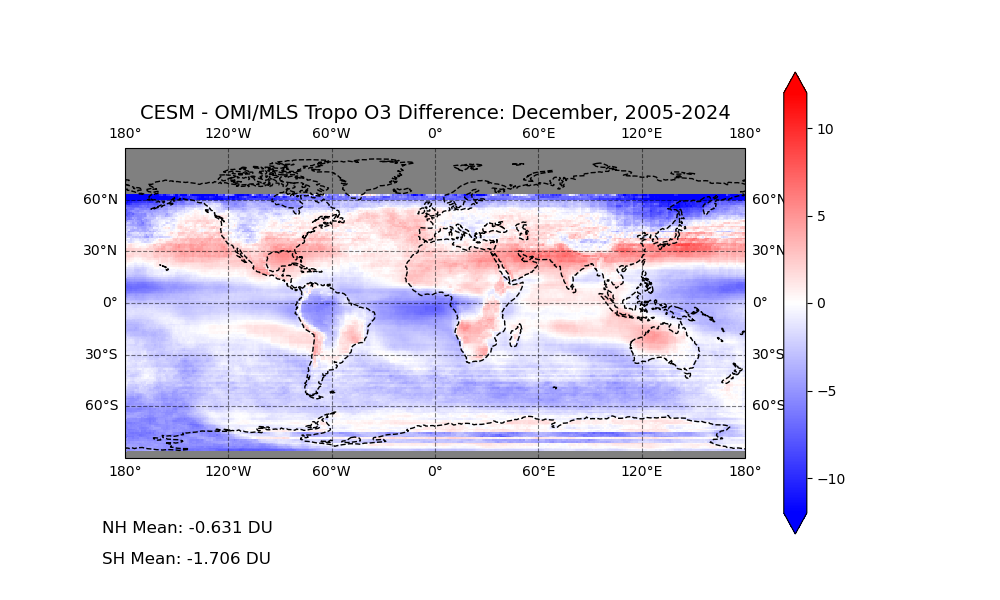 CESM - OMI/MLS Tropo O3 Difference: December, 2005-2024
180° 120°W 60°W 0° 60°E 120°E 180°
60°N 60°N
30°N 30°N
0° 0°
30°S 30°S
60°S 60°S
180° 120°W 60°W 0° 60°E 120°E 180°
10
5
0
−5
−10
NH Mean: -0.631 DU
SH Mean: -1.706 DU